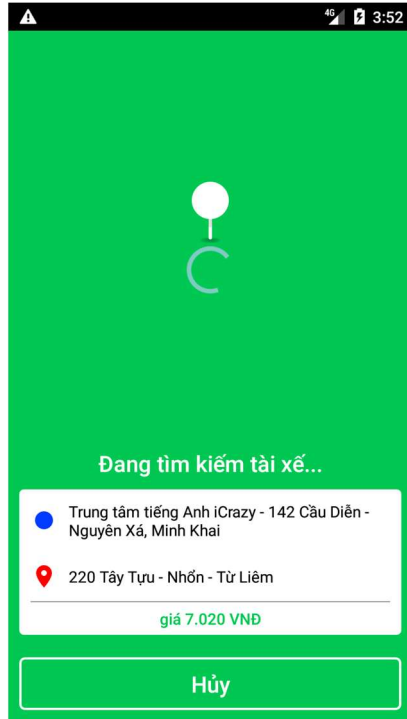 4G 3:52
Đang tìm kiếm tài xế...
Trung tâm tiếng Anh iCrazy - 142 Cầu Diễn -
Nguyên Xá, Minh Khai
220 Tây Tựu - Nhổn - Từ Liêm
giá 7.020 VNĐ
Hủy